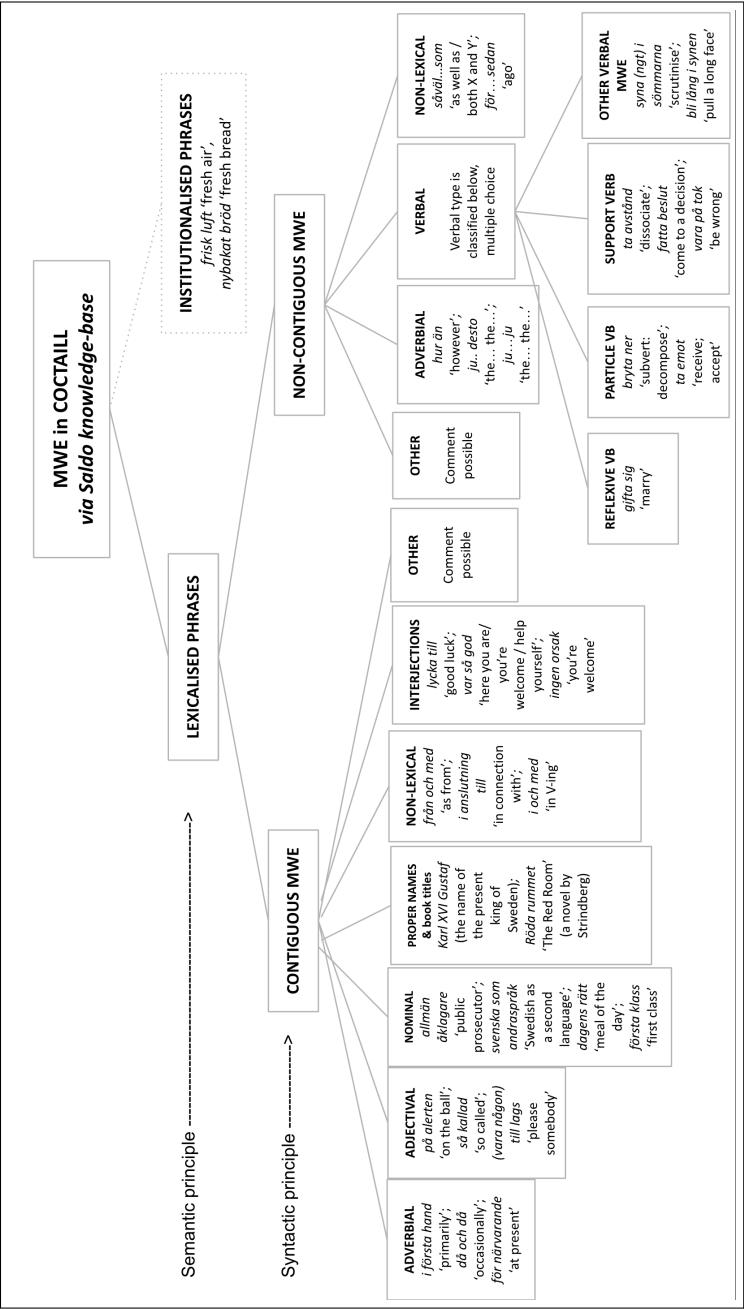 MWE in COCTAILL
via Saldo knowledge-base
Semantic principle ------------------------>
LEXICALISED PHRASES
INSTITUTIONALISED PHRASES
frisk luft ‘fresh air’,
nybakat bröd ‘fresh bread’
Syntactic principle ----------->
CONTIGUOUS MWE
NON-CONTIGUOUS MWE
ADVERBIAL
i första hand
‘primarily’;
då och då
‘occasionally’;
för närvarande
‘at present’
ADJECTIVAL
på alerten
‘on the ball’;
så kallad
‘so called’;
(vara någon)
till lags
‘please
somebody’
NOMINAL
allmän
åklagare
‘public
prosecutor’;
svenska som
andraspråk
‘Swedish as
a second
language’;
dagens rätt
‘meal of the
day’;
första klass
‘first class’
PROPER NAMES
& book titles
Karl XVI Gustaf
(the name of
the present
king of
Sweden);
Röda rummet
‘The Red Room’
(a novel by
Strindberg)
NON-LEXICAL
från och med
‘as from’;
i anslutning
till
‘in connection
with’;
i och med
‘in V-ing’
INTERJECTIONS
lycka till
‘good luck’;
var så god
‘here you are/
you’re
welcome / help
yourself’;
ingen orsak
‘you’re
welcome’
OTHER
Comment
possible
OTHER
Comment
possible
ADVERBIAL
hur än
‘however’;
ju.. desto
‘the… the…’;
ju…ju
‘the… the…’
VERBAL
Verbal type is
classified below,
multiple choice
NON-LEXICAL
såväl…som
‘as well as /
both X and Y’;
för…sedan
‘ago’
REFLEXIVE VB
gifta sig
‘marry’
PARTICLE VB
bryta ner
‘subvert:
decompose’;
ta emot
‘receive;
accept’
SUPPORT VERB
ta avstånd
‘dissociate’;
fatta beslut
‘come to a decision’;
vara på tok
‘be wrong’
OTHER VERBAL
MWE
syna (ngt) i
sömmarna
‘scrutinise’;
bli lång i synen
‘pull a long face’